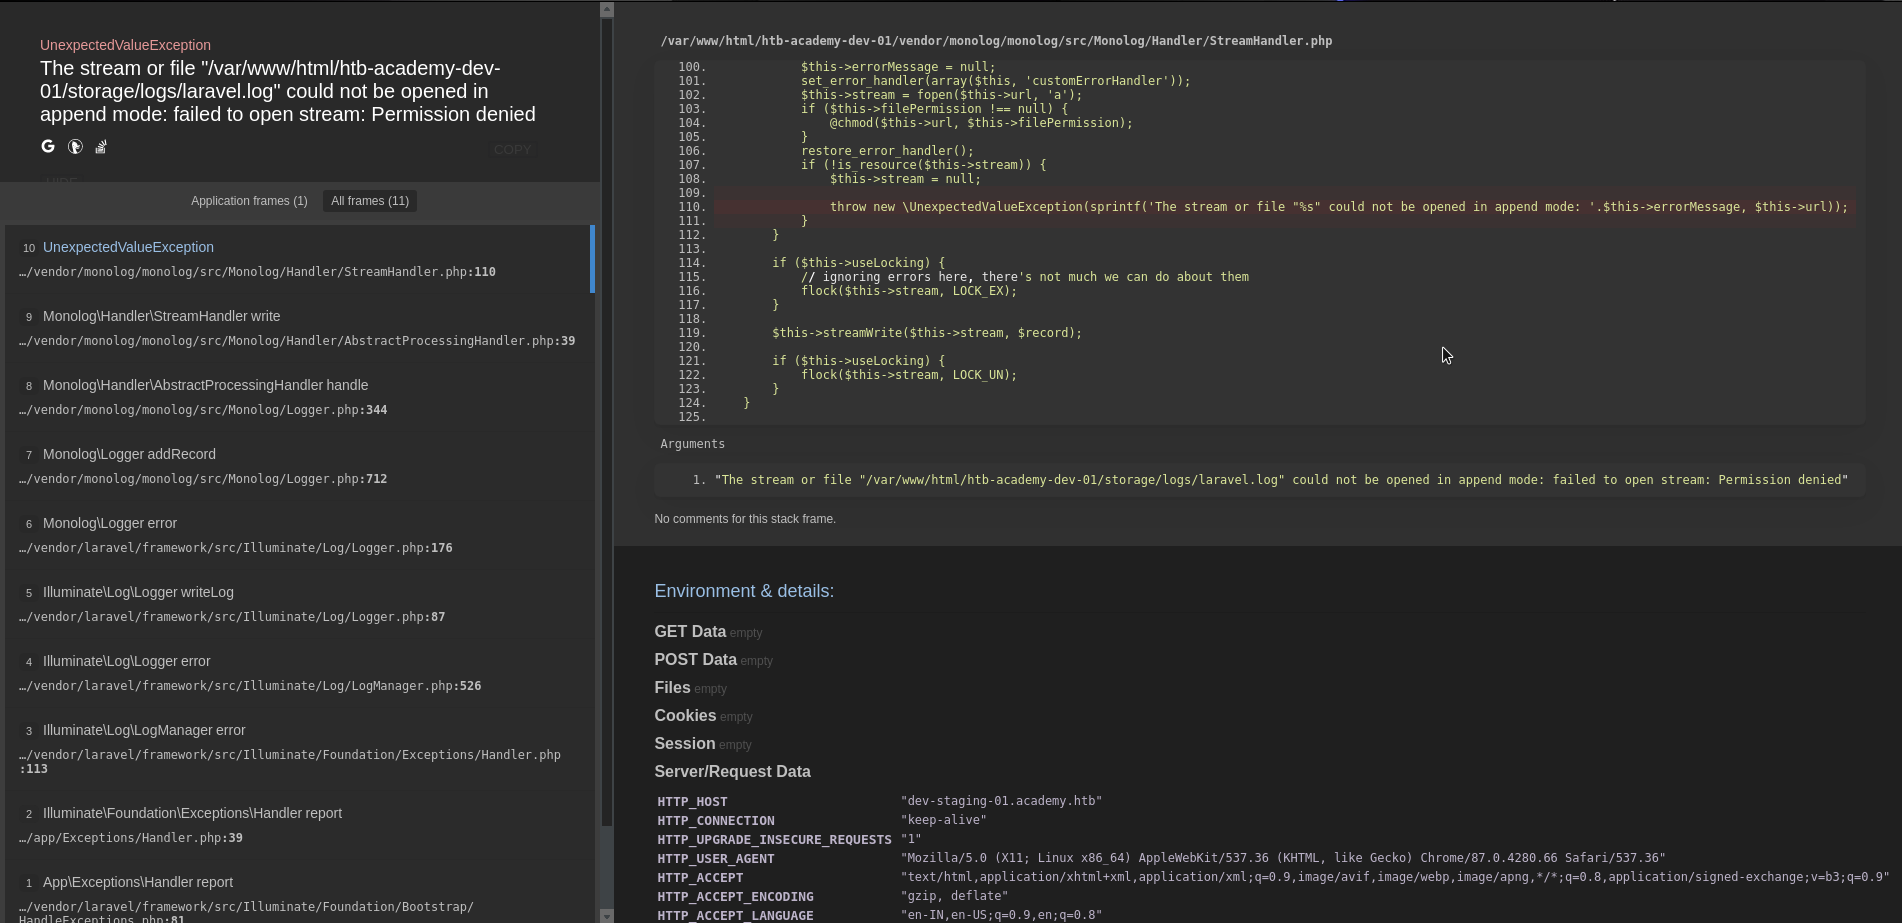 UnexpectedValueException
The stream or file "/var/www/html/htb-academy-dev-
01/storage/logs/laravel.log" could not be opened in
append mode: failed to open stream: Permission denied
COPY
HIDE
Application frames (1) All frames (11)
10 UnexpectedValueException
…/vendor/monolog/monolog/src/Monolog/Handler/StreamHandler.php:110
9 Monolog\Handler\StreamHandler write
…/vendor/monolog/monolog/src/Monolog/Handler/AbstractProcessingHandler.php:39
8 Monolog\Handler\AbstractProcessingHandler handle
…/vendor/monolog/monolog/src/Monolog/Logger.php:344
7 Monolog\Logger addRecord
…/vendor/monolog/monolog/src/Monolog/Logger.php:712
6 Monolog\Logger error
…/vendor/laravel/framework/src/Illuminate/Log/Logger.php:176
5 Illuminate\Log\Logger writeLog
…/vendor/laravel/framework/src/Illuminate/Log/Logger.php:87
4 Illuminate\Log\Logger error
…/vendor/laravel/framework/src/Illuminate/Log/LogManager.php:526
3 Illuminate\Log\LogManager error
…/vendor/laravel/framework/src/Illuminate/Foundation/Exceptions/Handler.php
:113
2 Illuminate\Foundation\Exceptions\Handler report
…/app/Exceptions/Handler.php:39
1 App\Exceptions\Handler report
…/vendor/laravel/framework/src/Illuminate/Foundation/Bootstrap/
HandleExceptions.php:81
/var/www/html/htb-academy-dev-01/vendor/monolog/monolog/src/Monolog/Handler/StreamHandler.php
100. $this->errorMessage = null;
101. set_error_handler(array($this, 'customErrorHandler'));
102. $this->stream = fopen($this->url, 'a');
103. if ($this->filePermission !== null) {
104. @chmod($this->url, $this->filePermission);
105. }
106. restore_error_handler();
107. if (!is_resource($this->stream)) {
108. $this->stream = null;
109.
110. throw new \UnexpectedValueException(sprintf('The stream or file "%s" could not be opened in append mode: '.$this->errorMessage, $this->url));
111. }
112. }
113.
114. if ($this->useLocking) {
115. // ignoring errors here, there's not much we can do about them
116. flock($this->stream, LOCK_EX);
117. }
118.
119. $this->streamWrite($this->stream, $record);
120.
121. if ($this->useLocking) {
122. flock($this->stream, LOCK_UN);
123. }
124. }
125.
Arguments
1. "The stream or file "/var/www/html/htb-academy-dev-01/storage/logs/laravel.log" could not be opened in append mode: failed to open stream: Permission denied"
No comments for this stack frame.
Environment & details:
GET Data empty
POST Data empty
Files empty
Cookies empty
Session empty
Server/Request Data
HTTP_HOST "dev-staging-01.academy.htb"
HTTP_CONNECTION "keep-alive"
HTTP_UPGRADE_INSECURE_REQUESTS "1"
HTTP_USER_AGENT "Mozilla/5.0 (X11; Linux x86_64) AppleWebKit/537.36 (KHTML, like Gecko) Chrome/87.0.4280.66 Safari/537.36"
HTTP_ACCEPT "text/html,application/xhtml+xml,application/xml;q=0.9,image/avif,image/webp,image/apng,*/*;q=0.8,application/signed-exchange;v=b3;q=0.9"
HTTP_ACCEPT_ENCODING "gzip, deflate"
HTTP_ACCEPT_LANGUAGE "en-IN,en-US;q=0.9,en;q=0.8"